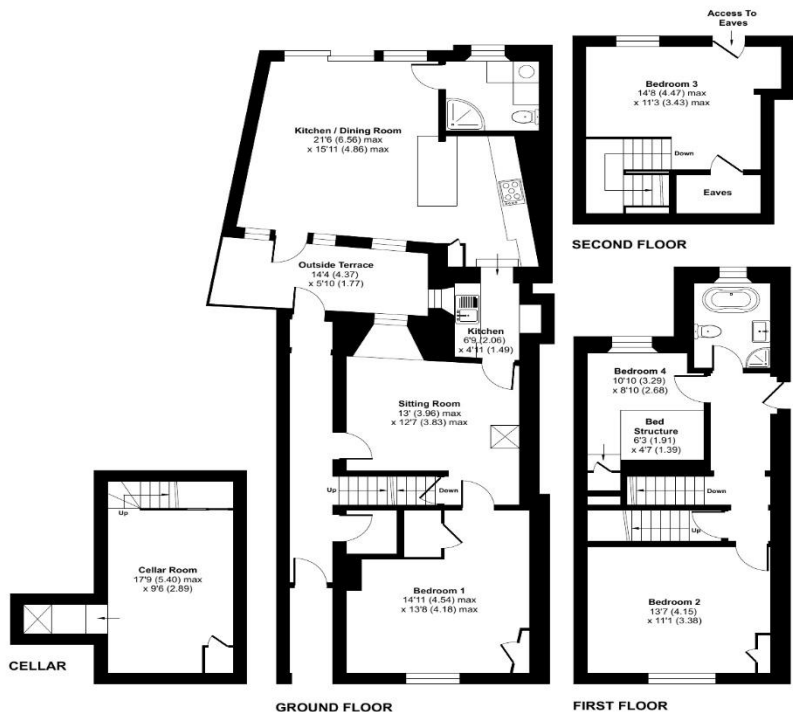 Access To
Eaves
Bedroom 3
14'8 (4.47) max
x 11'3 (3.43) max
Down
Eaves
SECOND FLOOR
Kitchen / Dining Room
21'6 (6.56) max
x 15'11 (4.86) max
Outside Terrace
14'4 (4.37)
x 5'10 (1.77)
Kitchen
6'9 (2.06)
x 4'11 (1.49)
Sitting Room
13' (3.96) max
x 12'7 (3.83) max
Up
Down
Bedroom 1
14'11 (4.54) max
x 13'8 (4.18) max
GROUND FLOOR
Bedroom 4
10'10 (3.29)
x 8'10 (2.68)
Bed
Structure
6'3 (1.91)
x 4'7 (1.39)
Down
Up
Bedroom 2
13'7 (4.15)
x 11'1 (3.38)
FIRST FLOOR
Up
Cellar Room
17'9 (5.40) max
x 9'6 (2.89)
CELLAR